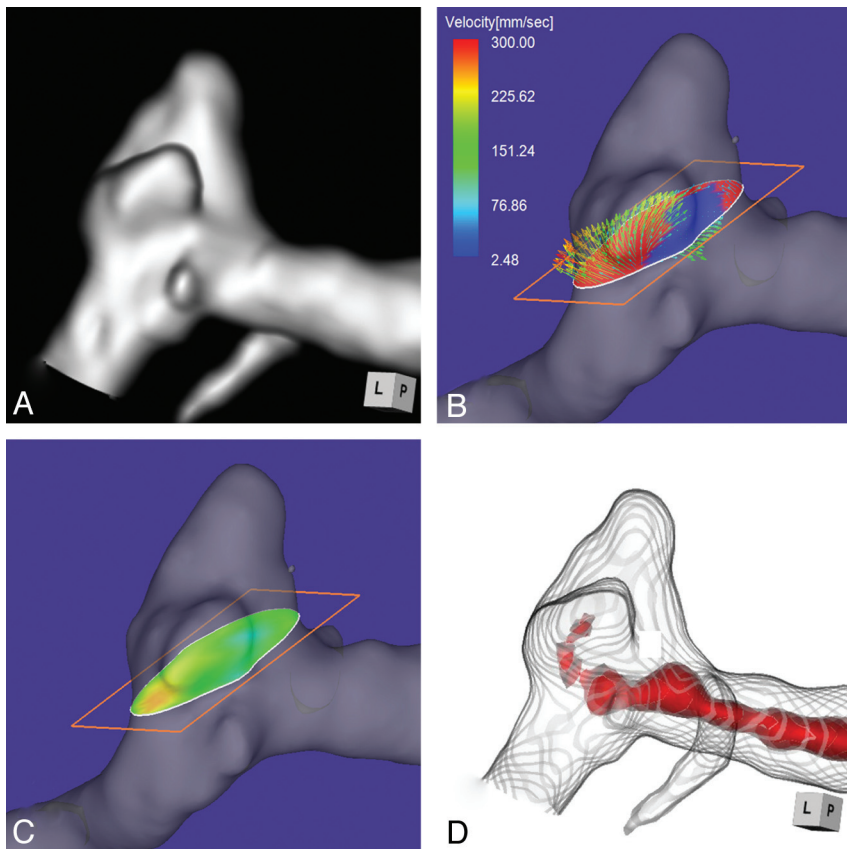 A
L P
Velocity[mm/sec]
300.00
225.62
151.24
76.86
2.48
B
C
D
L P